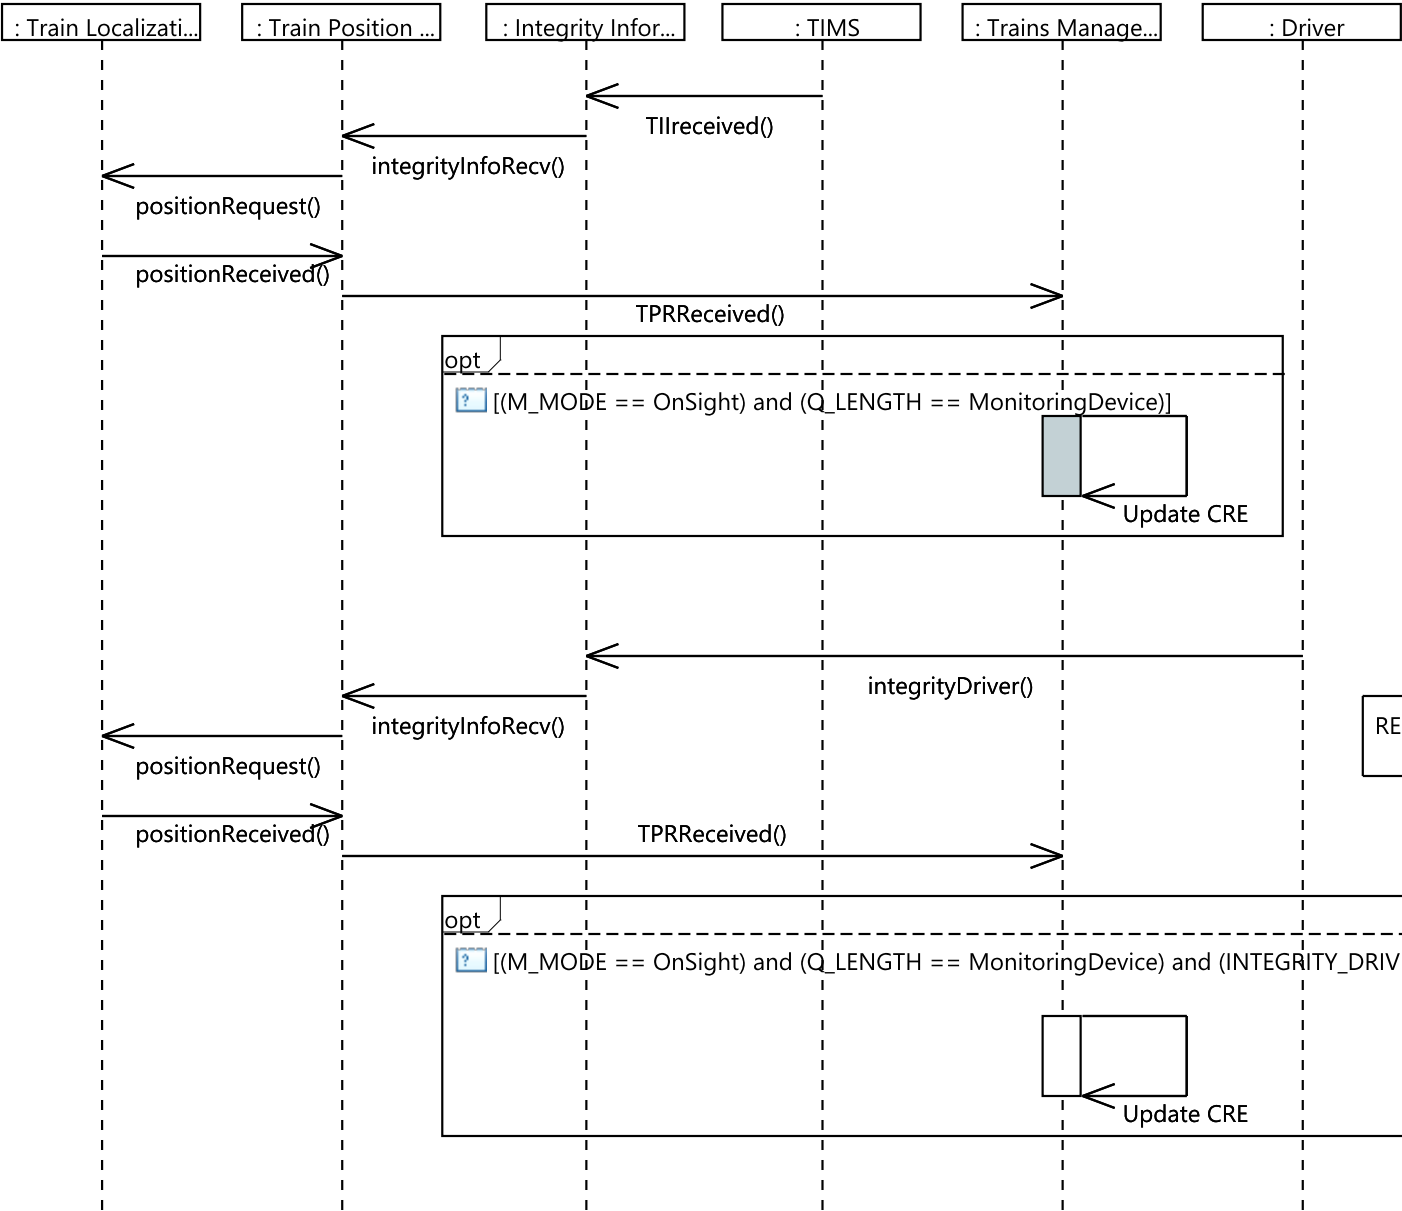 : Train Localizati...
: Train Position ...
: Integrity Infor...
: TIMS
: Trains Manage...
: Driver
TIIreceived()
integrityInfoRecv()
positionRequest()
positionReceived()
TPRReceived()
opt
[(M_MODE == OnSight) and (Q_LENGTH == MonitoringDevice)]
Update CRE
integrityDriver()
integrityInfoRecv()
RE
positionRequest()
positionReceived()
TPRReceived()
opt
[(M_MODE == OnSight) and (Q_LENGTH == MonitoringDevice) and (INTEGRITY_DRIV
Update CRE